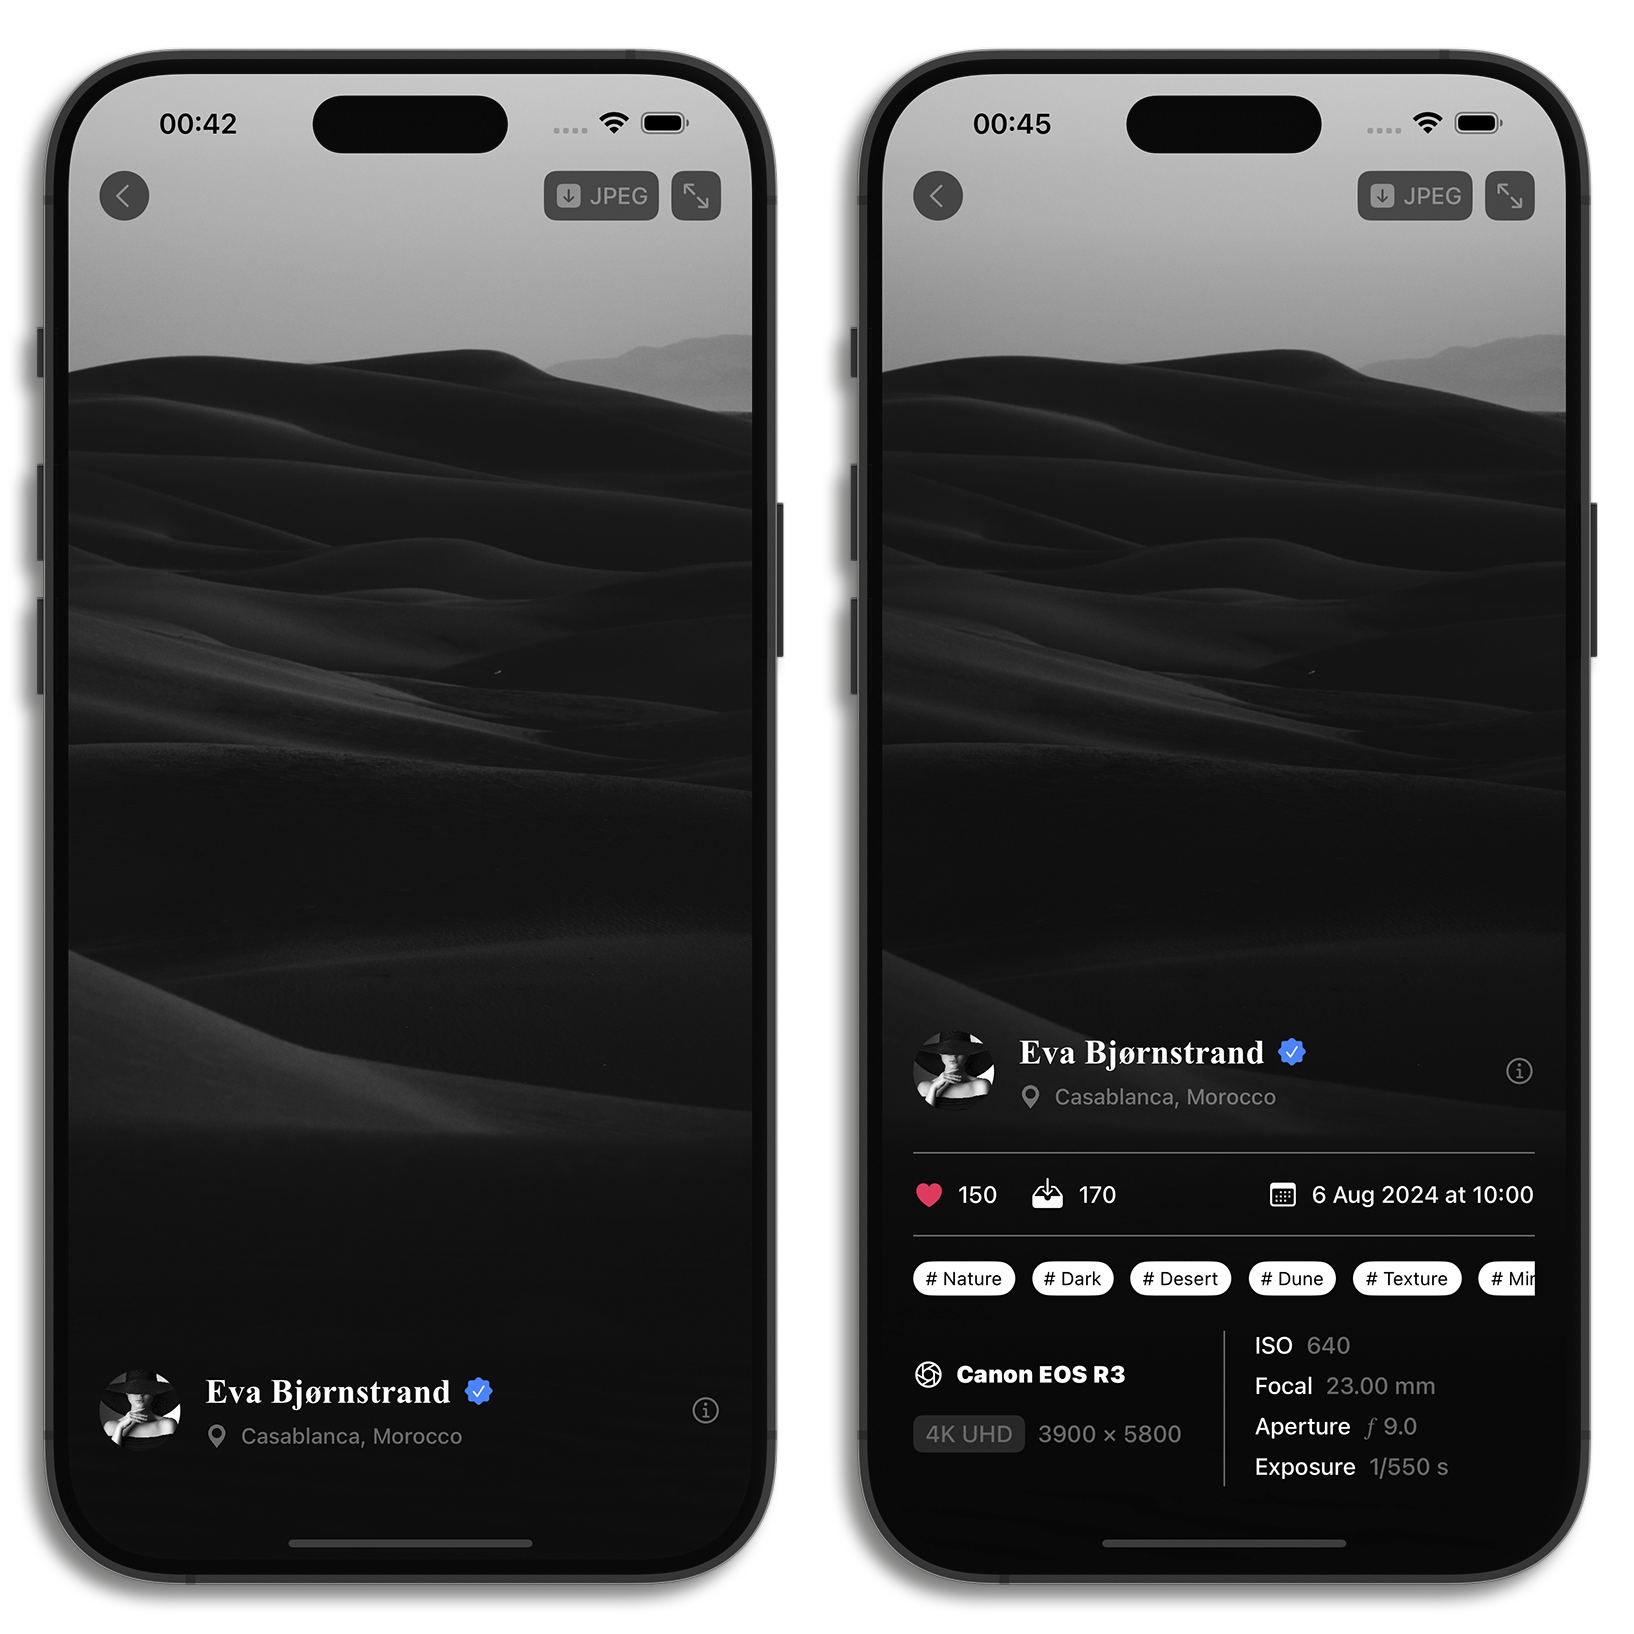 00:42
JPEG
Eva Bjørnstrand
Casablanca, Morocco
00:45
JPEG
Eva Bjørnstrand
Casablanca, Morocco
150 170 6 Aug 2024 at 10:00
# Nature # Dark # Desert # Dune # Texture # Min
Canon EOS R3
4K UHD 3900 × 5800
ISO 640
Focal 23.00 mm
Aperture ƒ 9.0
Exposure 1/550 s